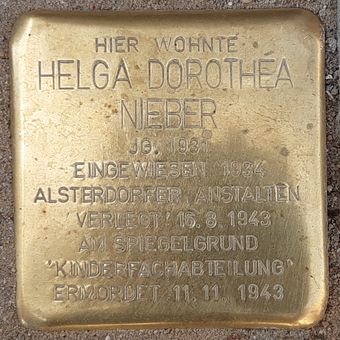 HIER WOHNTE
HELGA DOROTHEA
NIEBER
JG. 1931
EINGEWIESEN 1934
ALSTERDORFER ANSTALTEN
VERLEGT 16.8.1943
AM SPIEGELGRUND
"KINDERFACHABTEILUNG"
ERMORDET 11.11.1943